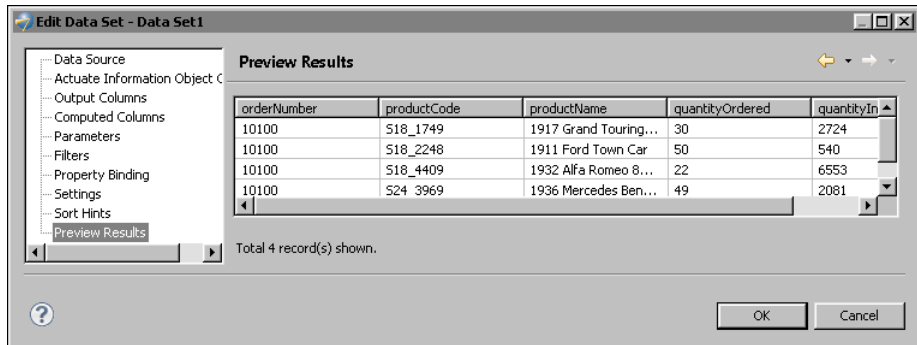 Edit Data Set - Data Set1
Data Source
Actuate Information Object C
Output Columns
Computed Columns
Parameters
Filters
Property Binding
Settings
Sort Hints
Preview Results
Preview Results
orderNumber productCode productName quantityOrdered quantityIn
10100 S18_1749 1917 Grand Touring... 30 2724
10100 S18_2248 1911 Ford Town Car 50 540
10100 S18_4409 1932 Alfa Romeo 8... 22 6553
10100 S24_3969 1936 Mercedes Ben... 49 2081
Total 4 record(s) shown.
?
OK Cancel